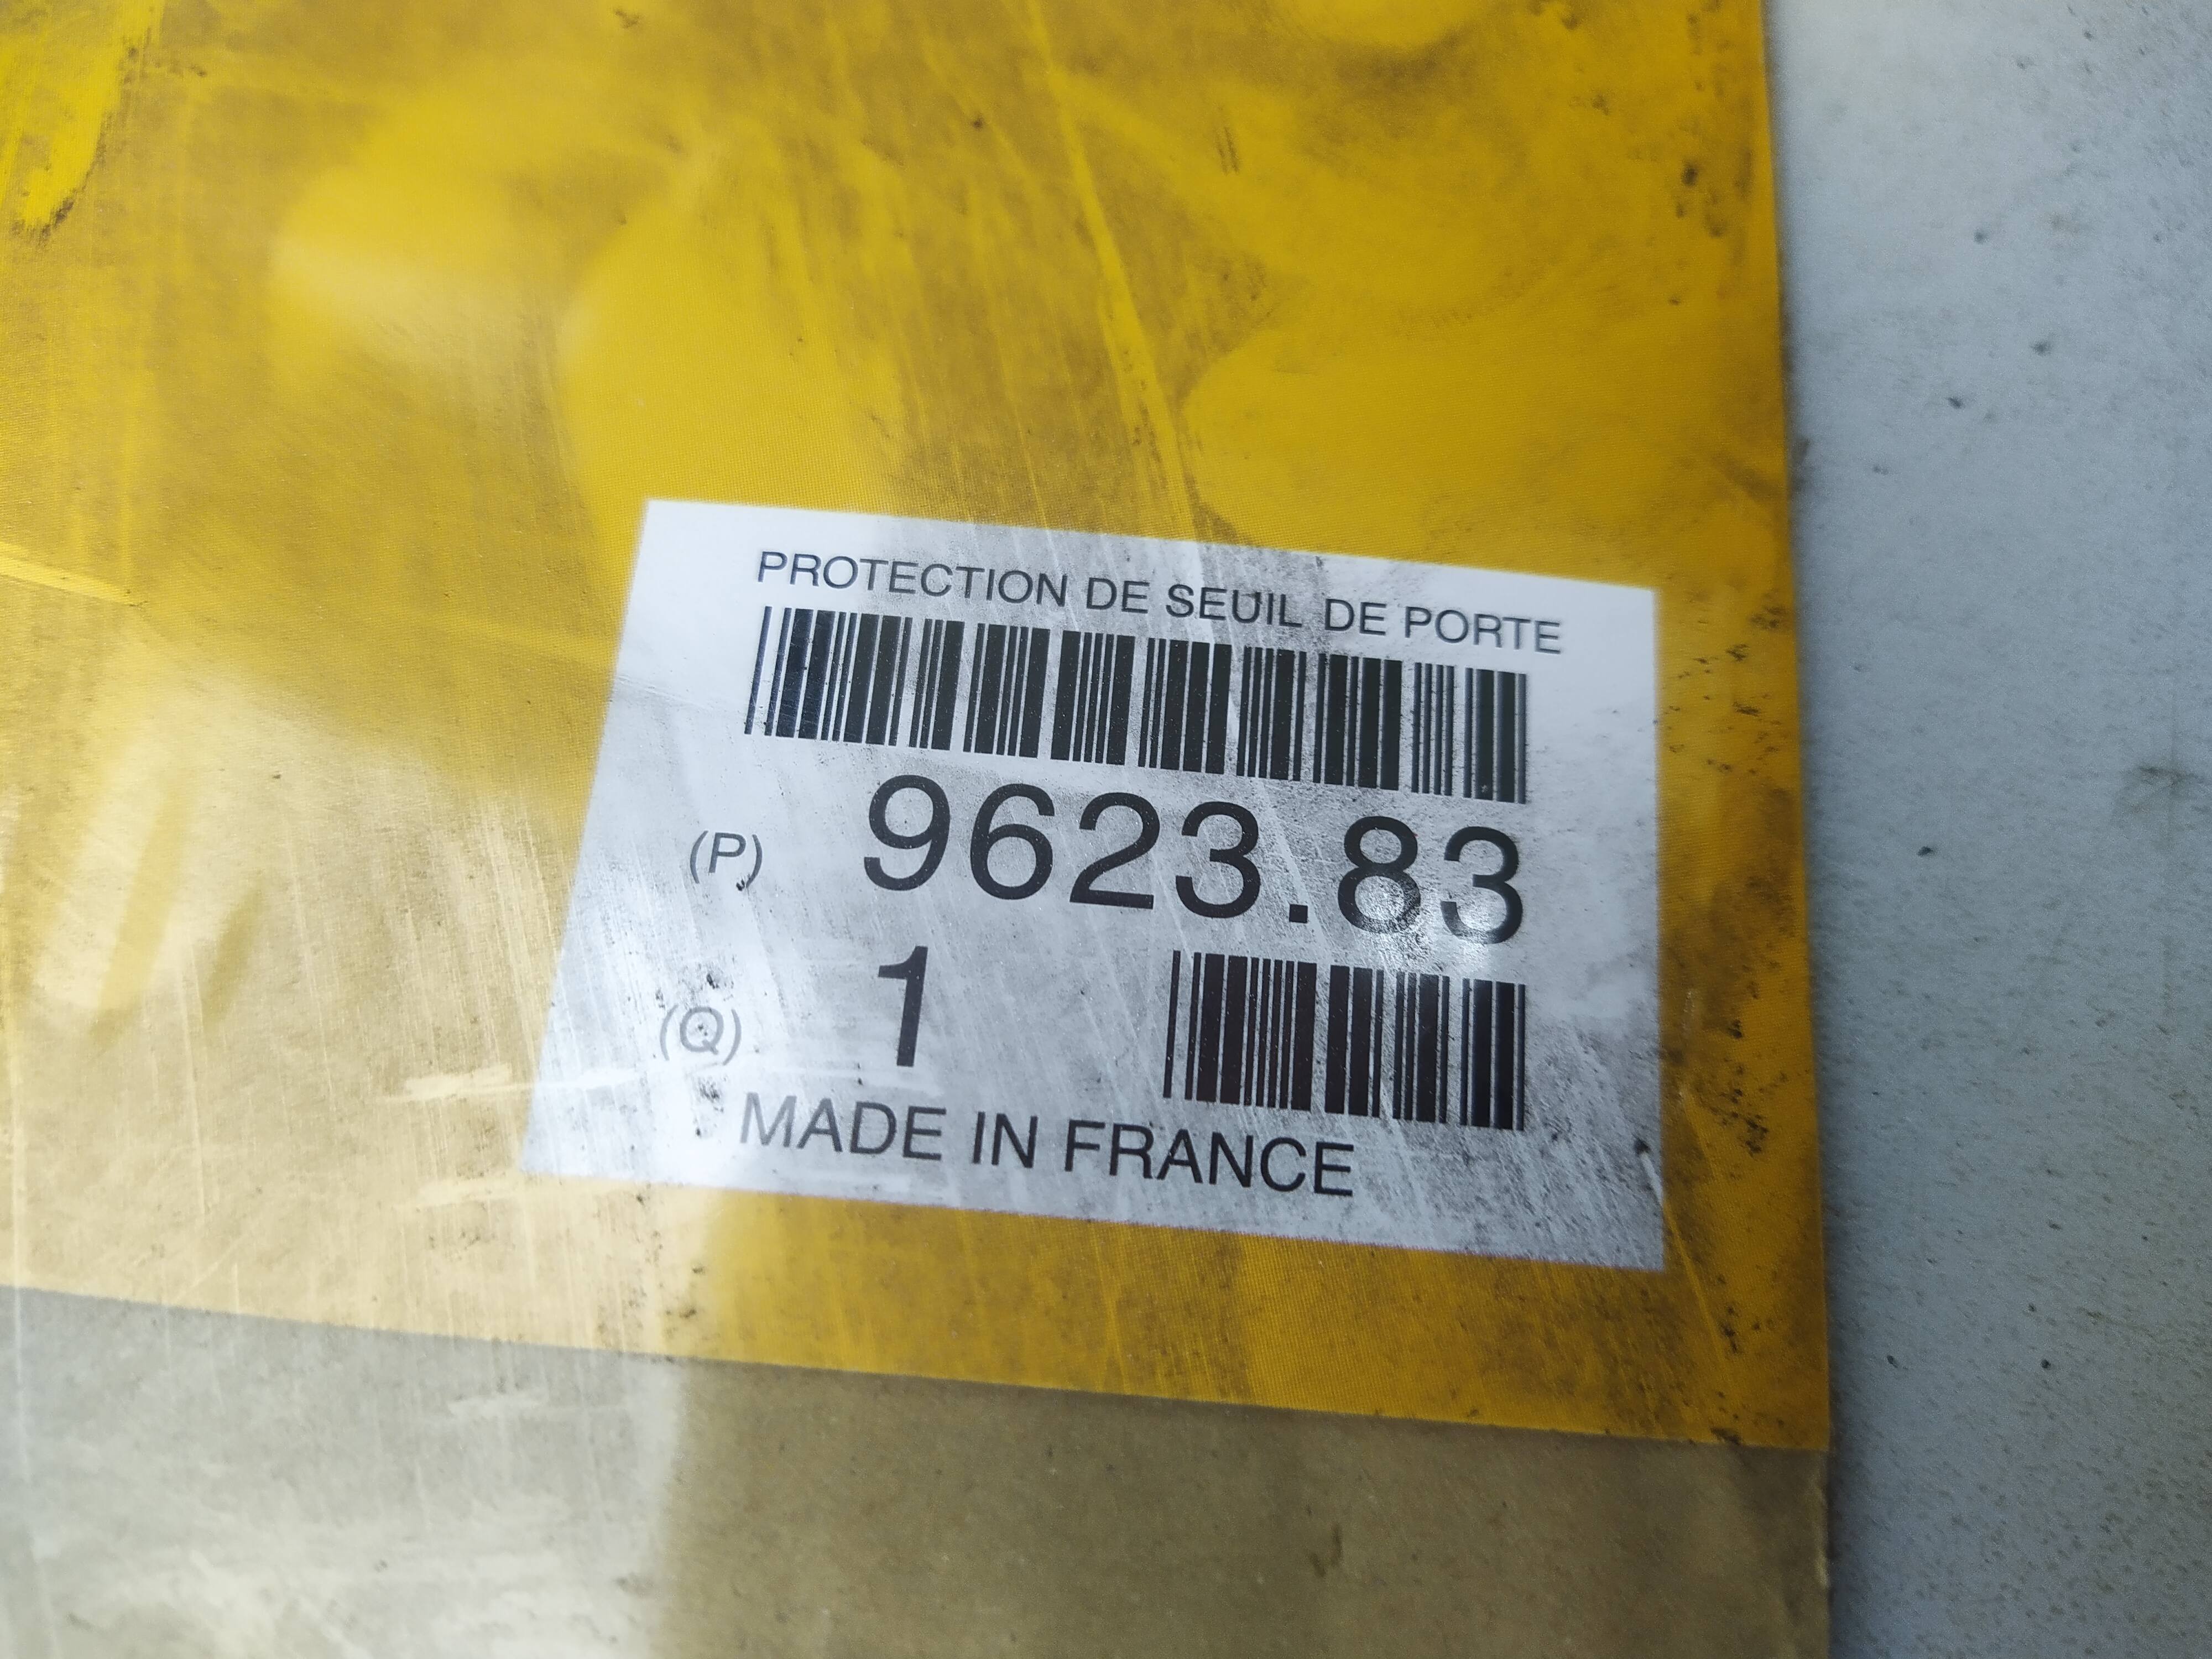 PROTECTION DE SEUIL DE PORTE
(P) 9623.83
(Q) 1
MADE IN FRANCE